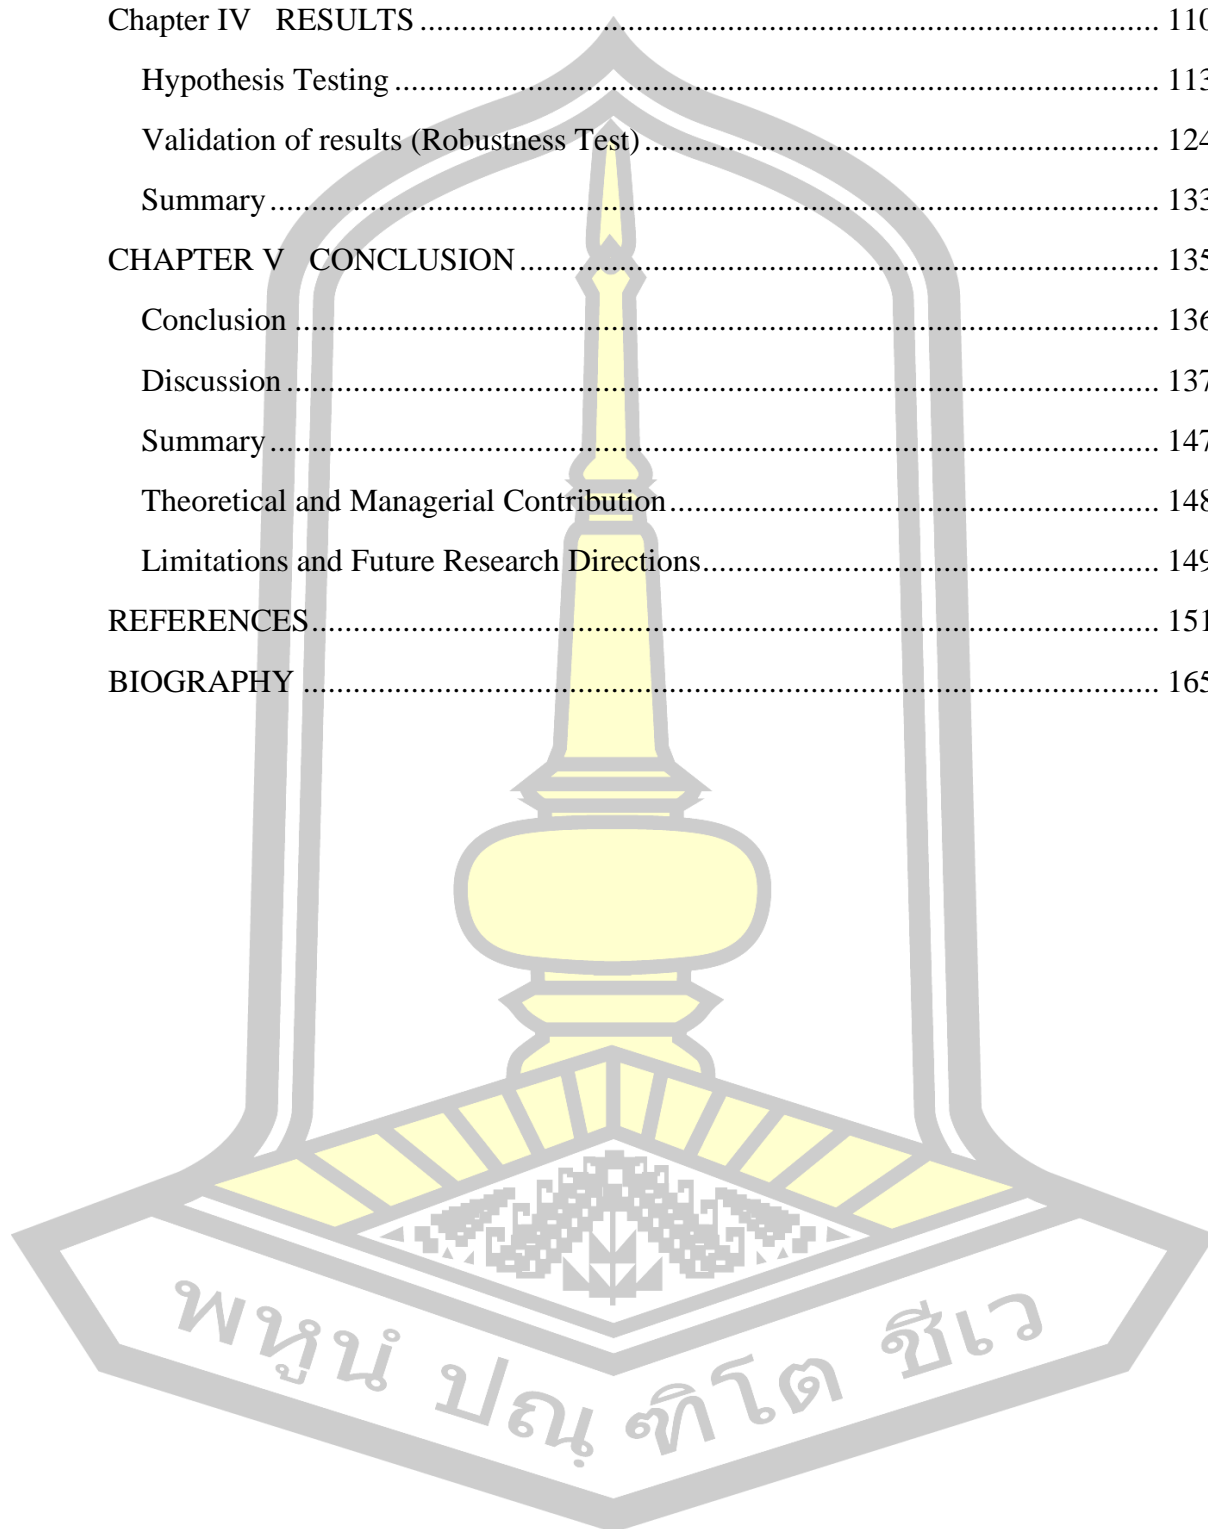 Chapter IV   RESULTS ........................................................................................... 110
Hypothesis Testing ............................................................................................... 113
Validation of results (Robustness Test) ................................................................ 124
Summary ............................................................................................................... 133
CHAPTER V   CONCLUSION ............................................................................... 135
Conclusion ............................................................................................................ 136
Discussion ............................................................................................................. 137
Summary ............................................................................................................... 147
Theoretical and Managerial Contribution ............................................................. 148
Limitations and Future Research Directions ......................................................... 149
REFERENCES ....................................................................................................... 151
BIOGRAPHY ........................................................................................................ 165
พหูนํ ปณฺฑิโต ชีเว